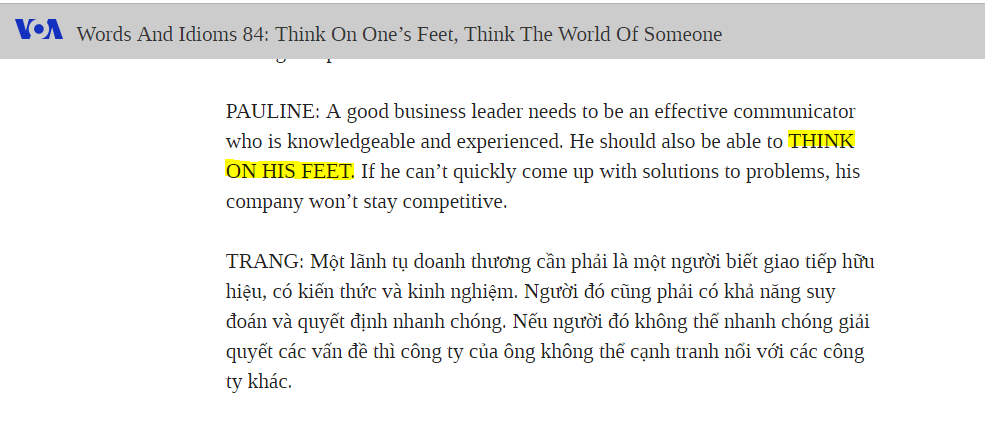 VOA Words And Idioms 84: Think On One’s Feet, Think The World Of Someone
PAULINE: A good business leader needs to be an effective communicator
who is knowledgeable and experienced. He should also be able to THINK
ON HIS FEET. If he can’t quickly come up with solutions to problems, his
company won’t stay competitive.
TRANG: Một lãnh tụ doanh thương cần phải là một người biết giao tiếp hữu
hiệu, có kiến thức và kinh nghiệm. Người đó cũng phải có khả năng suy
đoán và quyết định nhanh chóng. Nếu người đó không thể nhanh chóng giải
quyết các vấn đề thì công ty của ông không thể cạnh tranh nổi với các công
ty khác.